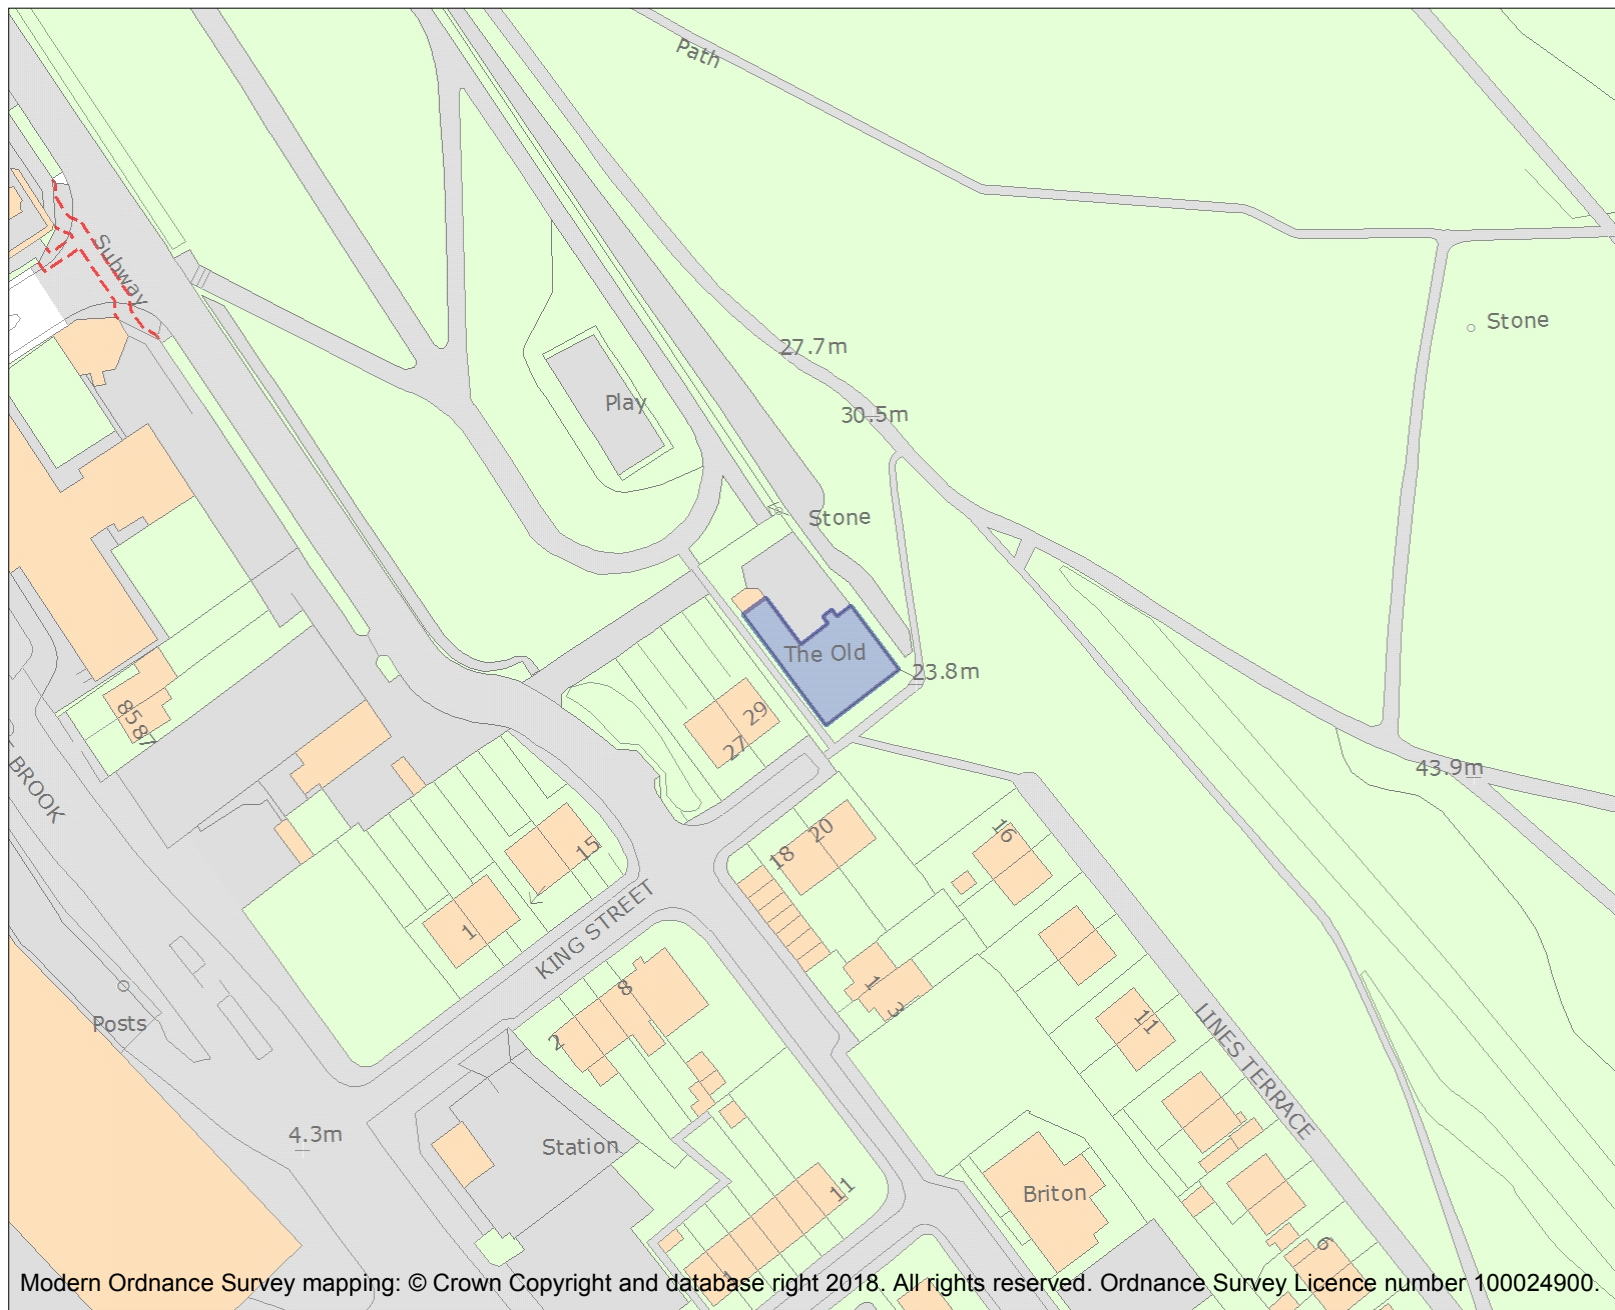 Path
Subway
Stone
27.7m
Play
30.5m
Stone
The Old
23.8m
29
27
8587
43.9m
BROOK
20
18
16
15
1
KING STREET
1
3
8
2
11
LINES TERRACE
Posts
4.3m
Station
Briton
11
6
1
Modern Ordnance Survey mapping: © Crown Copyright and database right 2018. All rights reserved. Ordnance Survey Licence number 100024900.